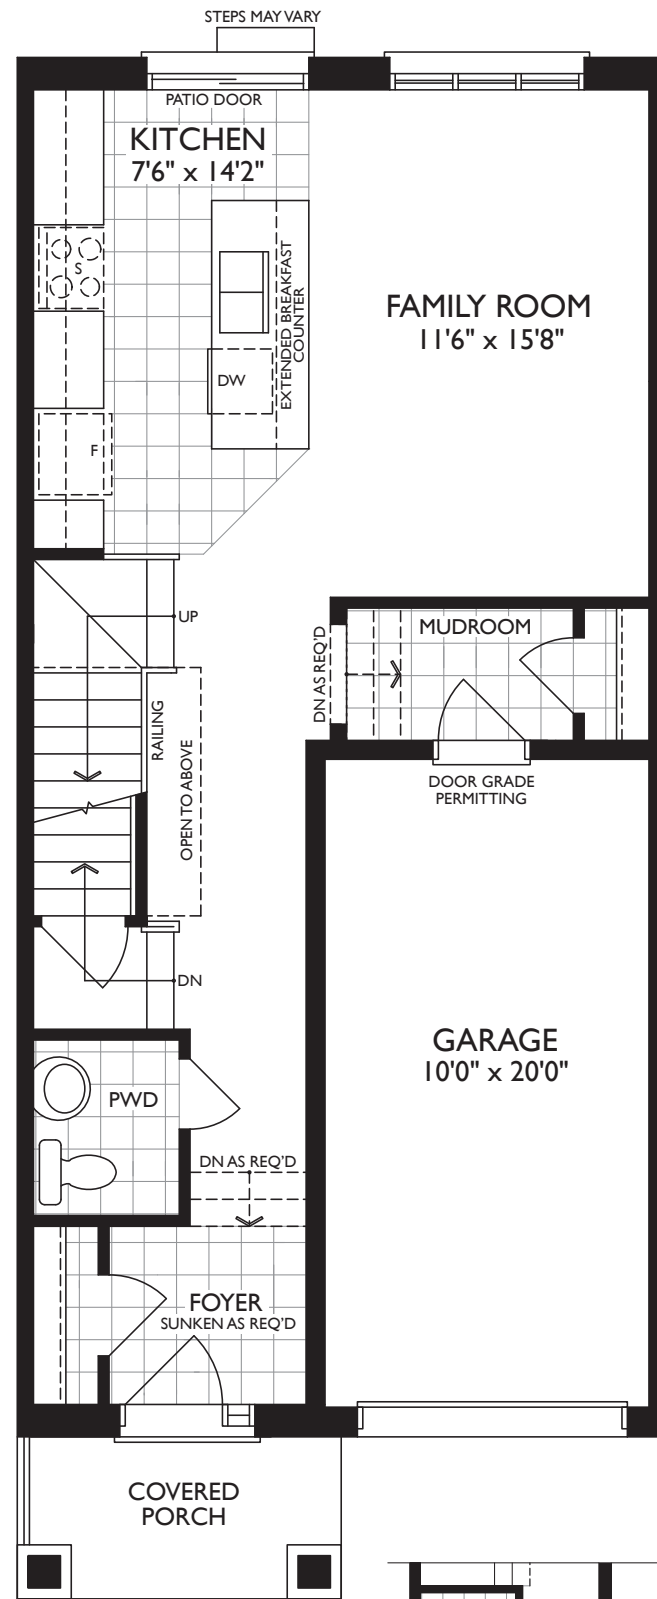 STEPS MAY VARY
PATIO DOOR
KITCHEN
7'6" x 14'2"
S
EXTENDED BREAKFAST
COUNTER
DW
F
FAMILY ROOM
11'6" x 15'8"
UP
MUDROOM
DN AS REQ'D
RAILING
OPEN TO ABOVE
DOOR GRADE
PERMITTING
DN
GARAGE
10'0" x 20'0"
PWD
DN AS REQ'D
FOYER
SUNKEN AS REQ'D
COVERED
PORCH